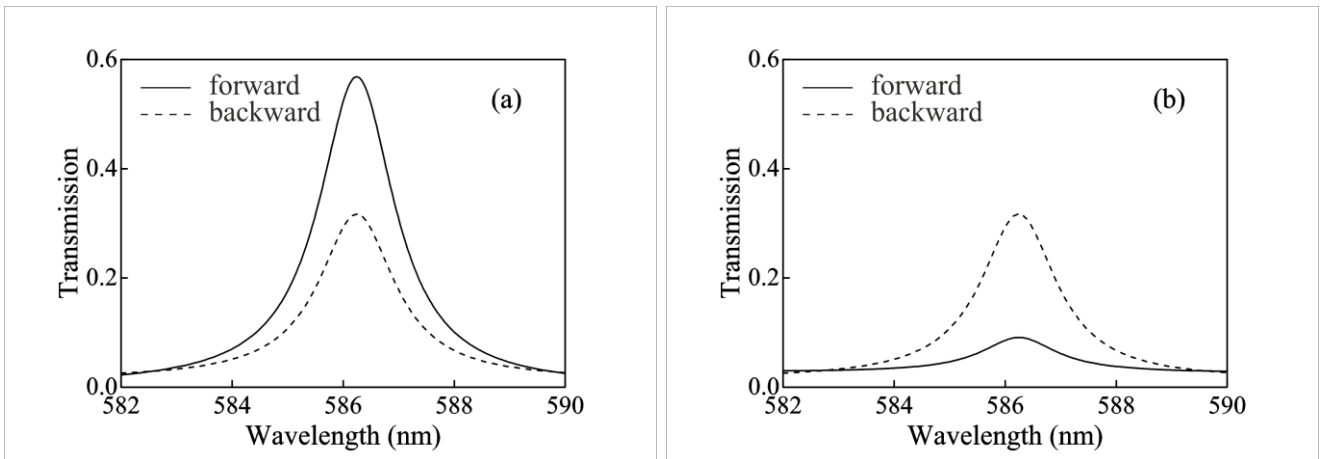 0.6
forward
backward
(a)
0.4
Transmission
0.2
0.0
582
584
586
588
590
Wavelength (nm)
0.6
forward
backward
(b)
0.4
Transmission
0.2
0.0
582
584
586
588
590
Wavelength (nm)